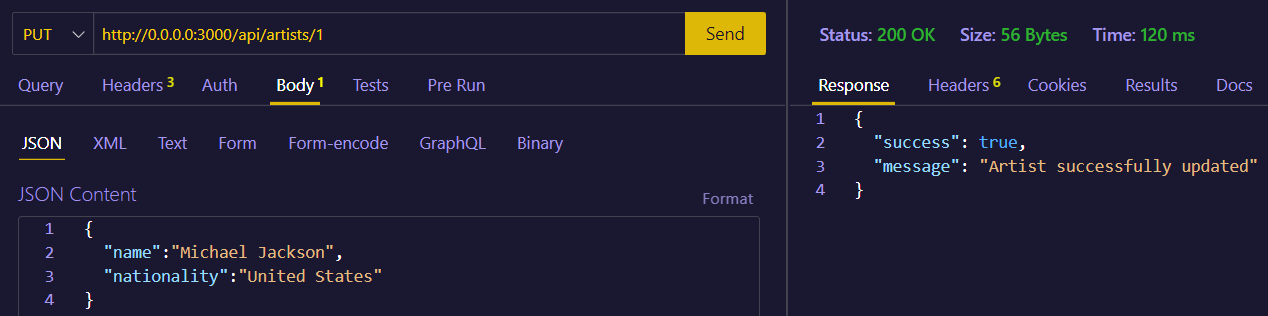 PUT http://0.0.0.0:3000/api/artists/1 Send
Query Headers 3 Auth Body 1 Tests Pre Run
JSON XML Text Form Form-encode GraphQL Binary
JSON Content Format
1 {
2 "name":"Michael Jackson",
3 "nationality":"United States"
4 }
Status: 200 OK Size: 56 Bytes Time: 120 ms
Response Headers 6 Cookies Results Docs
1 {
2 "success": true,
3 "message": "Artist successfully updated"
4 }